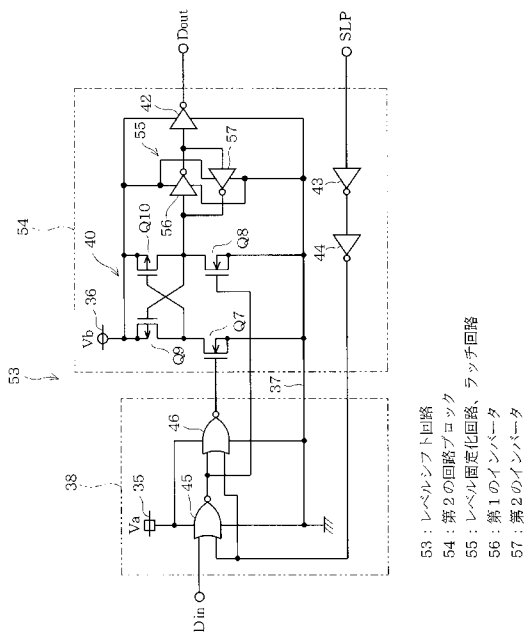 53
54
38
Va
35
45
46
Din
Vb
36
40
Q9
Q10
Q7
Q8
37
55
56
57
42
Dout
43
44
SLP
53：レベルシフト回路
54：第2の回路ブロック
55：レベル固定化回路、ラッチ回路
56：第1のインバータ
57：第2のインバータ